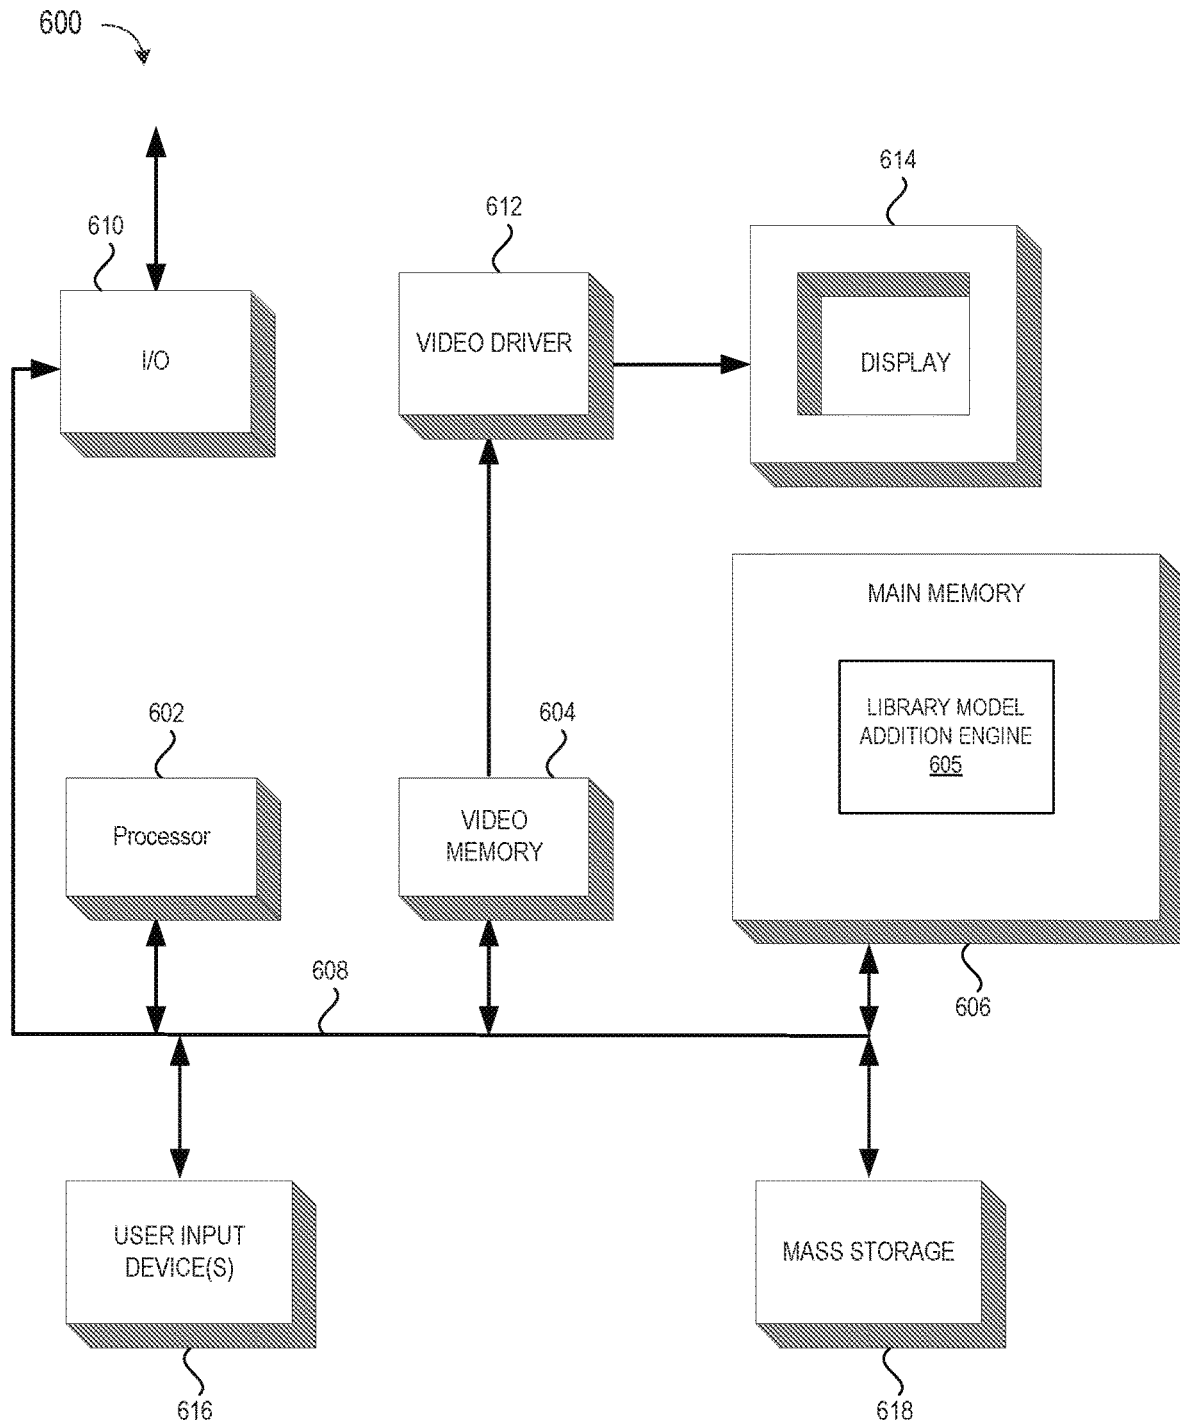 600
614
612
610
VIDEO DRIVER
I/O
DISPLAY
MAIN MEMORY
602
604
LIBRARY MODEL
ADDITION ENGINE
605
Processor
VIDEO
MEMORY
608
606
USER INPUT
DEVICE(S)
MASS STORAGE
616
618